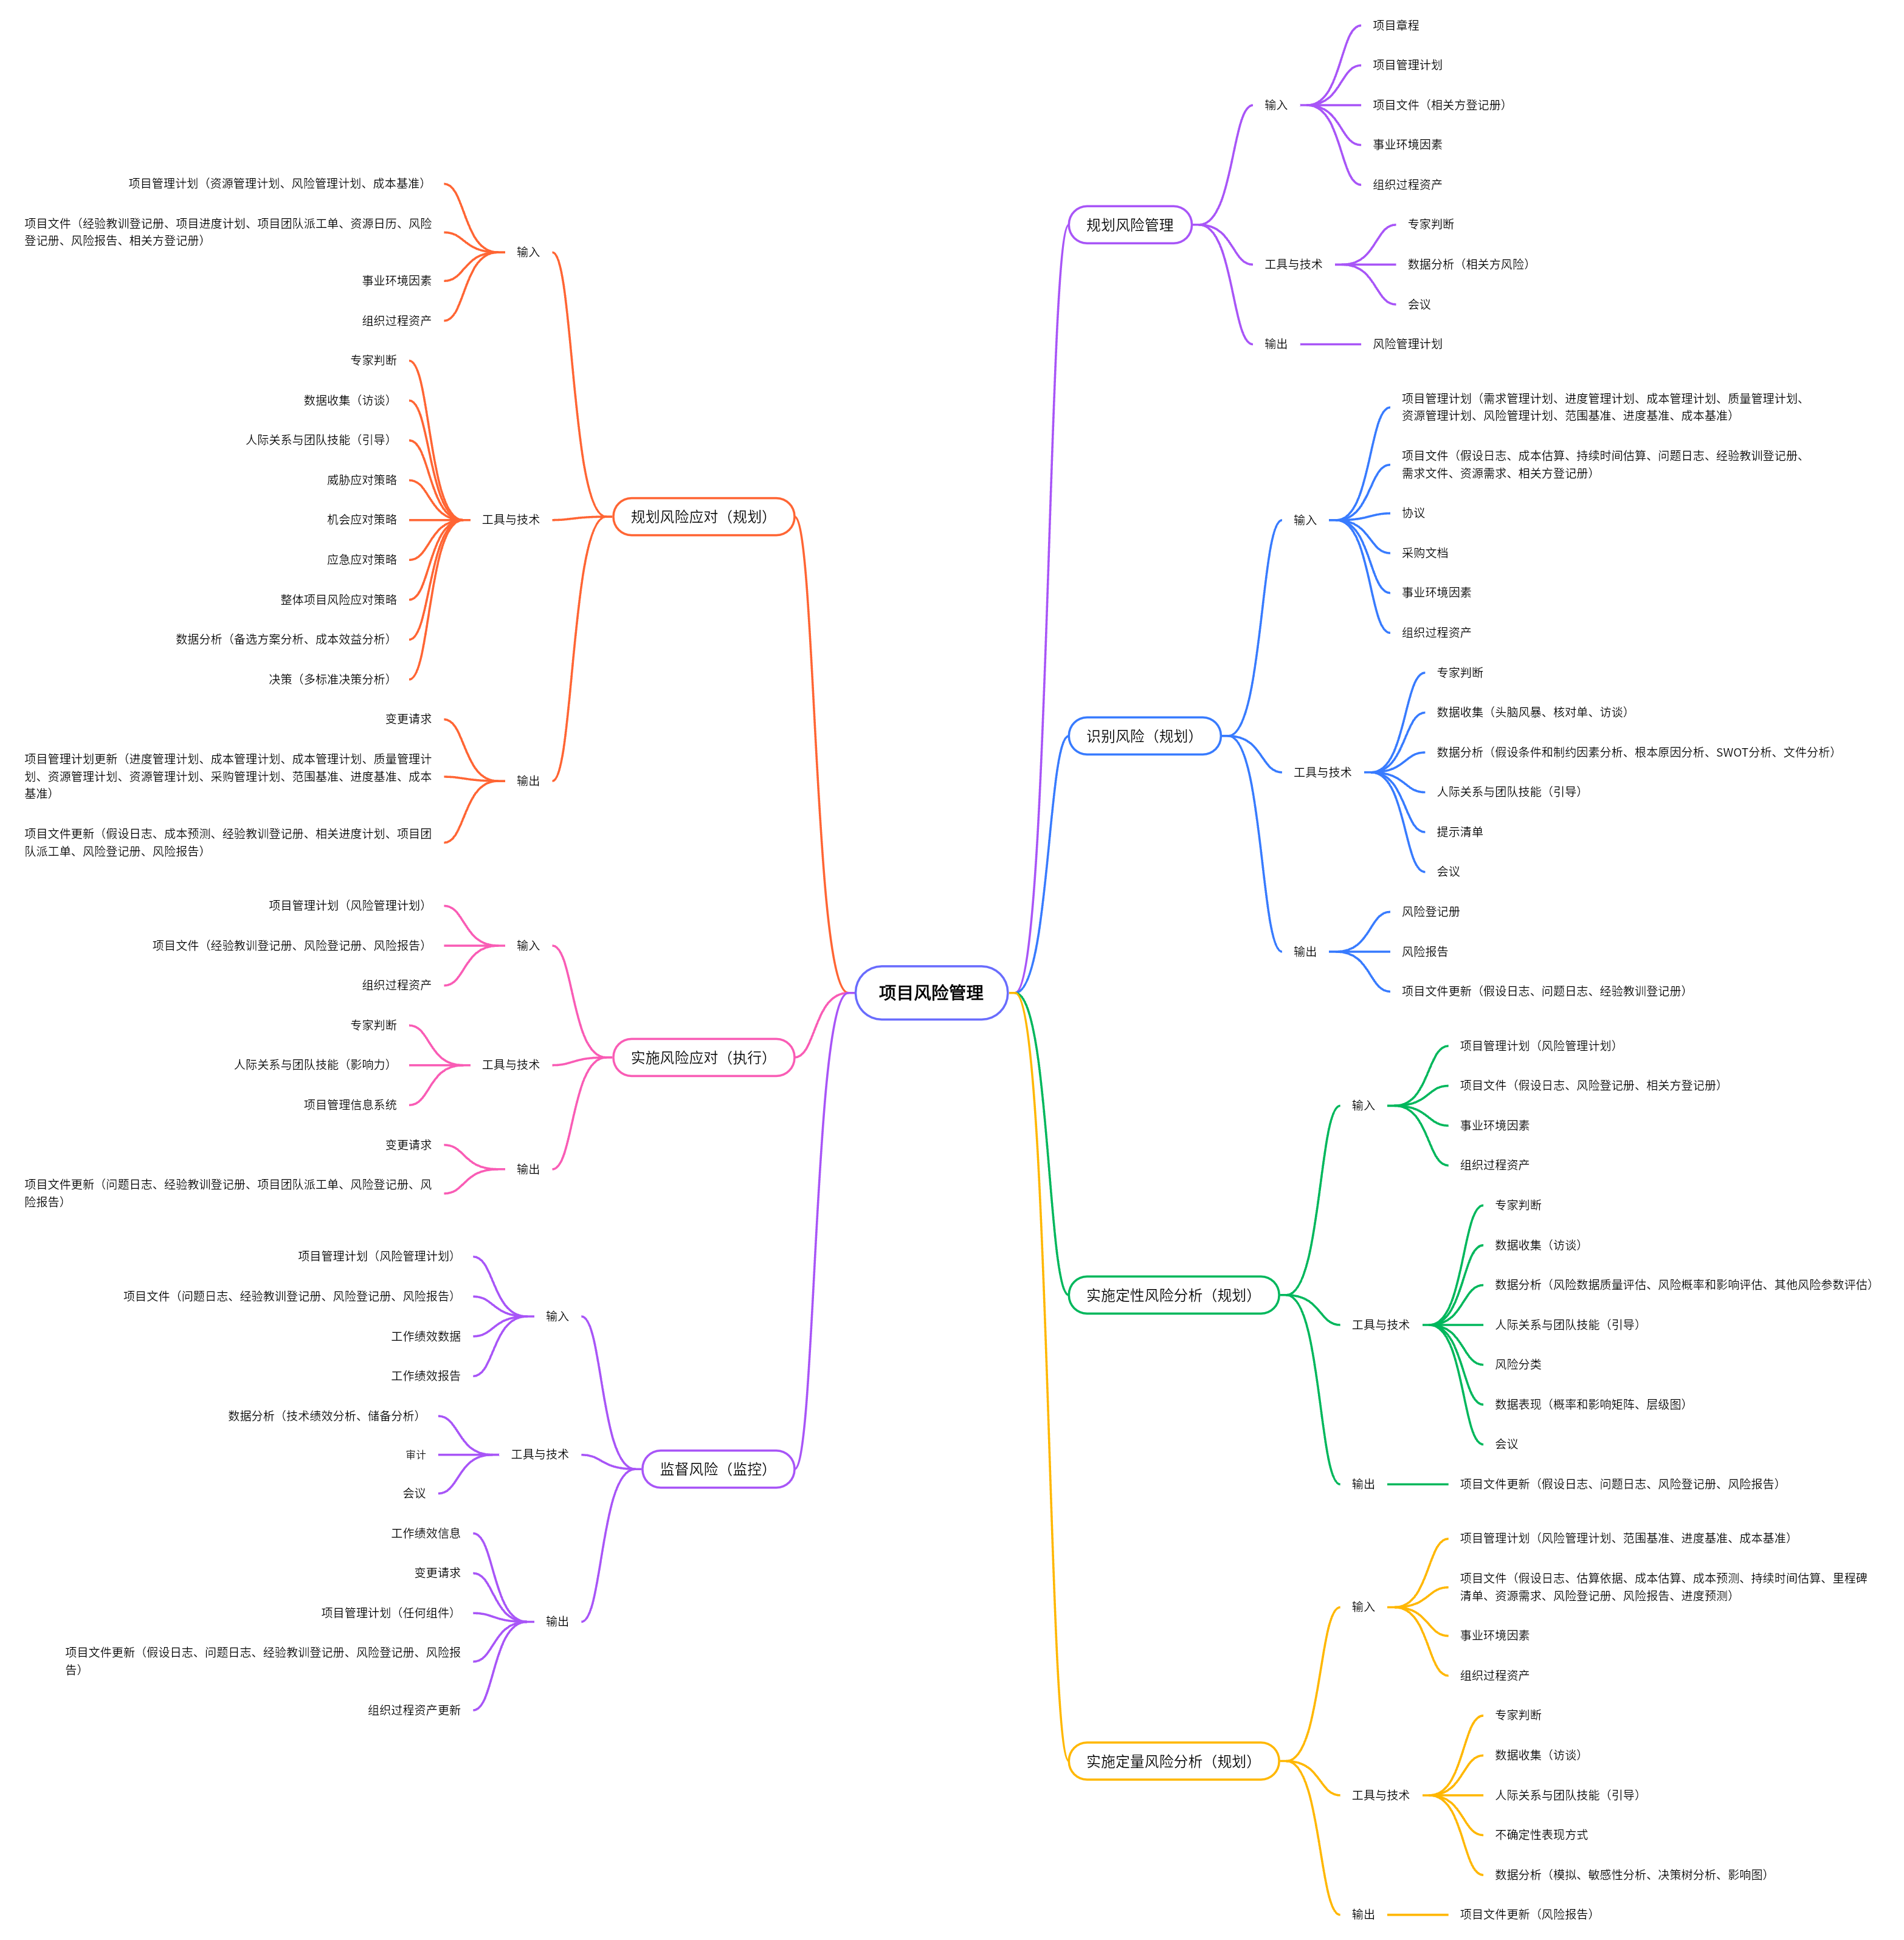 项目风险管理
规划风险管理
输入
项目章程
项目管理计划
项目文件（相关方登记册）
事业环境因素
组织过程资产
工具与技术
专家判断
数据分析（相关方风险）
会议
输出
风险管理计划
识别风险（规划）
输入
项目管理计划（需求管理计划、进度管理计划、成本管理计划、质量管理计划、
资源管理计划、风险管理计划、范围基准、进度基准、成本基准）
项目文件（假设日志、成本估算、持续时间估算、问题日志、经验教训登记册、
需求文件、资源需求、相关方登记册）
协议
采购文档
事业环境因素
组织过程资产
工具与技术
专家判断
数据收集（头脑风暴、核对单、访谈）
数据分析（假设条件和制约因素分析、根本原因分析、SWOT分析、文件分析）
人际关系与团队技能（引导）
提示清单
会议
输出
风险登记册
风险报告
项目文件更新（假设日志、问题日志、经验教训登记册）
实施定性风险分析（规划）
输入
项目管理计划（风险管理计划）
项目文件（假设日志、风险登记册、相关方登记册）
事业环境因素
组织过程资产
工具与技术
专家判断
数据收集（访谈）
数据分析（风险数据质量评估、风险概率和影响评估、其他风险参数评估）
人际关系与团队技能（引导）
风险分类
数据表现（概率和影响矩阵、层级图）
会议
输出
项目文件更新（假设日志、问题日志、风险登记册、风险报告）
实施定量风险分析（规划）
输入
项目管理计划（风险管理计划、范围基准、进度基准、成本基准）
项目文件（假设日志、估算依据、成本估算、成本预测、持续时间估算、里程碑
清单、资源需求、风险登记册、风险报告、进度预测）
事业环境因素
组织过程资产
工具与技术
专家判断
数据收集（访谈）
人际关系与团队技能（引导）
不确定性表现方式
数据分析（模拟、敏感性分析、决策树分析、影响图）
输出
项目文件更新（风险报告）
规划风险应对（规划）
输入
项目管理计划（资源管理计划、风险管理计划、成本基准）
项目文件（经验教训登记册、项目进度计划、项目团队派工单、资源日历、风险
登记册、风险报告、相关方登记册）
事业环境因素
组织过程资产
工具与技术
专家判断
数据收集（访谈）
人际关系与团队技能（引导）
威胁应对策略
机会应对策略
应急应对策略
整体项目风险应对策略
数据分析（备选方案分析、成本效益分析）
决策（多标准决策分析）
输出
变更请求
项目管理计划更新（进度管理计划、成本管理计划、成本管理计划、质量管理计
划、资源管理计划、资源管理计划、采购管理计划、范围基准、进度基准、成本
基准）
项目文件更新（假设日志、成本预测、经验教训登记册、相关进度计划、项目团
队派工单、风险登记册、风险报告）
实施风险应对（执行）
输入
项目管理计划（风险管理计划）
项目文件（经验教训登记册、风险登记册、风险报告）
组织过程资产
工具与技术
专家判断
人际关系与团队技能（影响力）
项目管理信息系统
输出
变更请求
项目文件更新（问题日志、经验教训登记册、项目团队派工单、风险登记册、风
险报告）
监督风险（监控）
输入
项目管理计划（风险管理计划）
项目文件（问题日志、经验教训登记册、风险登记册、风险报告）
工作绩效数据
工作绩效报告
工具与技术
数据分析（技术绩效分析、储备分析）
审计
会议
输出
工作绩效信息
变更请求
项目管理计划（任何组件）
项目文件更新（假设日志、问题日志、经验教训登记册、风险登记册、风险报
告）
组织过程资产更新